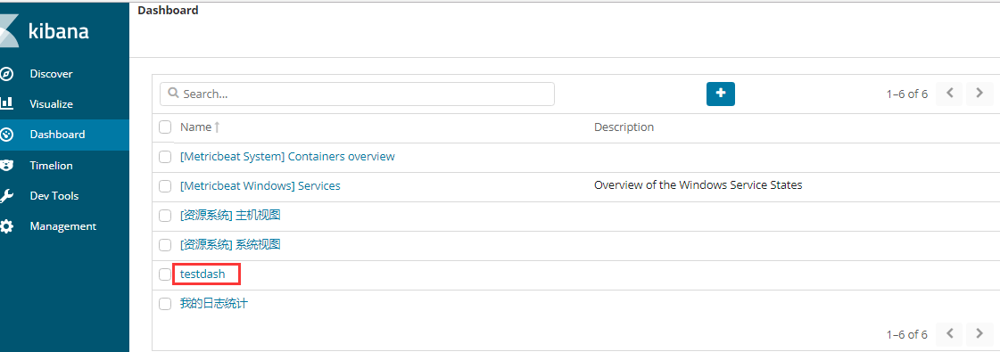 Dashboard
kibana
Discover
Visualize
Dashboard
Timelion
Dev Tools
Management
Search...
1–6 of 6
Name
Description
[Metricbeat System] Containers overview
[Metricbeat Windows] Services
Overview of the Windows Service States
[资源系统] 主机视图
[资源系统] 系统视图
testdash
我的日志统计
1–6 of 6